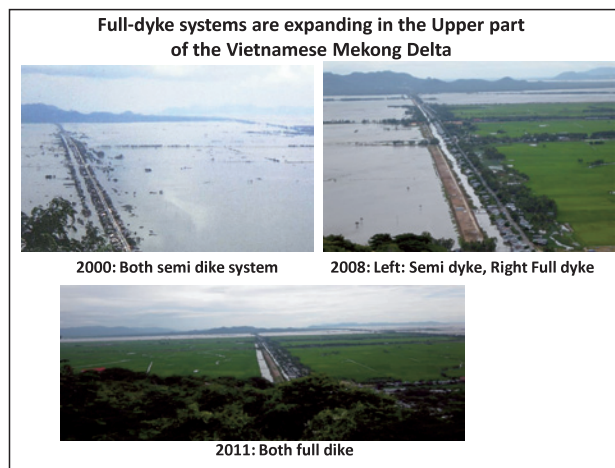 Full-dyke systems are expanding in the Upper part
of the Vietnamese Mekong Delta
2000: Both semi dike system
2008: Left: Semi dyke, Right Full dyke
2011: Both full dike